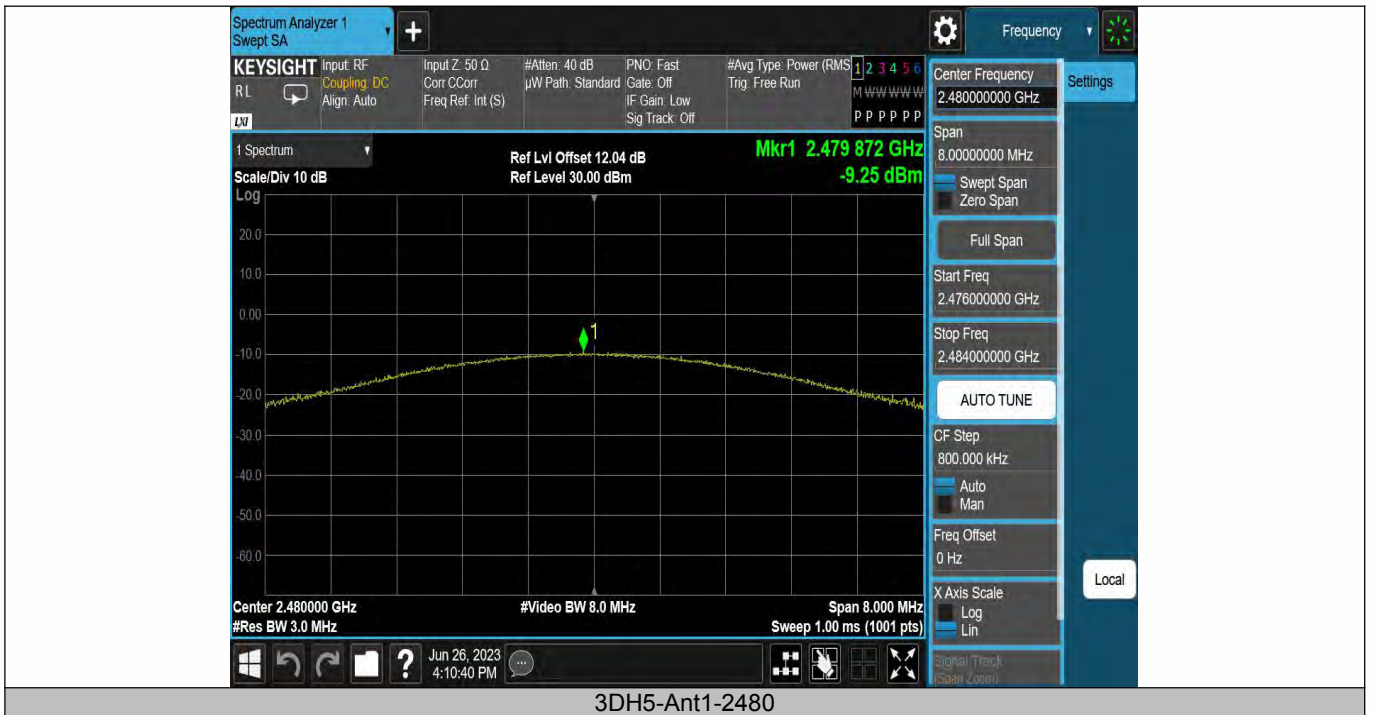 Spectrum Analyzer 1
Swept SA
+
Frequency
KEYSIGHT
RL
LXI
Input: RF
Coupling: DC
Align: Auto
Input Z: 50 Ω
Corr CCorr
Freq Ref: Int (S)
#Atten: 40 dB
µW Path: Standard
PNO: Fast
Gate: Off
IF Gain: Low
Sig Track: Off
#Avg Type: Power (RMS
Trig: Free Run
1 2 3 4 5 6
M W W W W W
P P P P P P
1 Spectrum
Scale/Div 10 dB
Ref Lvl Offset 12.04 dB
Ref Level 30.00 dBm
Mkr1 2.479 872 GHz
-9.25 dBm
Log
20.0
10.0
0.00
-10.0
-20.0
-30.0
-40.0
-50.0
-60.0
1
Center 2.480000 GHz
#Video BW 8.0 MHz
Span 8.000 MHz
#Res BW 3.0 MHz
Sweep 1.00 ms (1001 pts)
Center Frequency
2.480000000 GHz
Settings
Span
8.00000000 MHz
Swept Span
Zero Span
Full Span
Start Freq
2.476000000 GHz
Stop Freq
2.484000000 GHz
AUTO TUNE
CF Step
800.000 kHz
Auto
Man
Freq Offset
0 Hz
X Axis Scale
Log
Lin
Signal Track
(Span Zoom)
Local
?
Jun 26, 2023
4:10:40 PM
3DH5-Ant1-2480